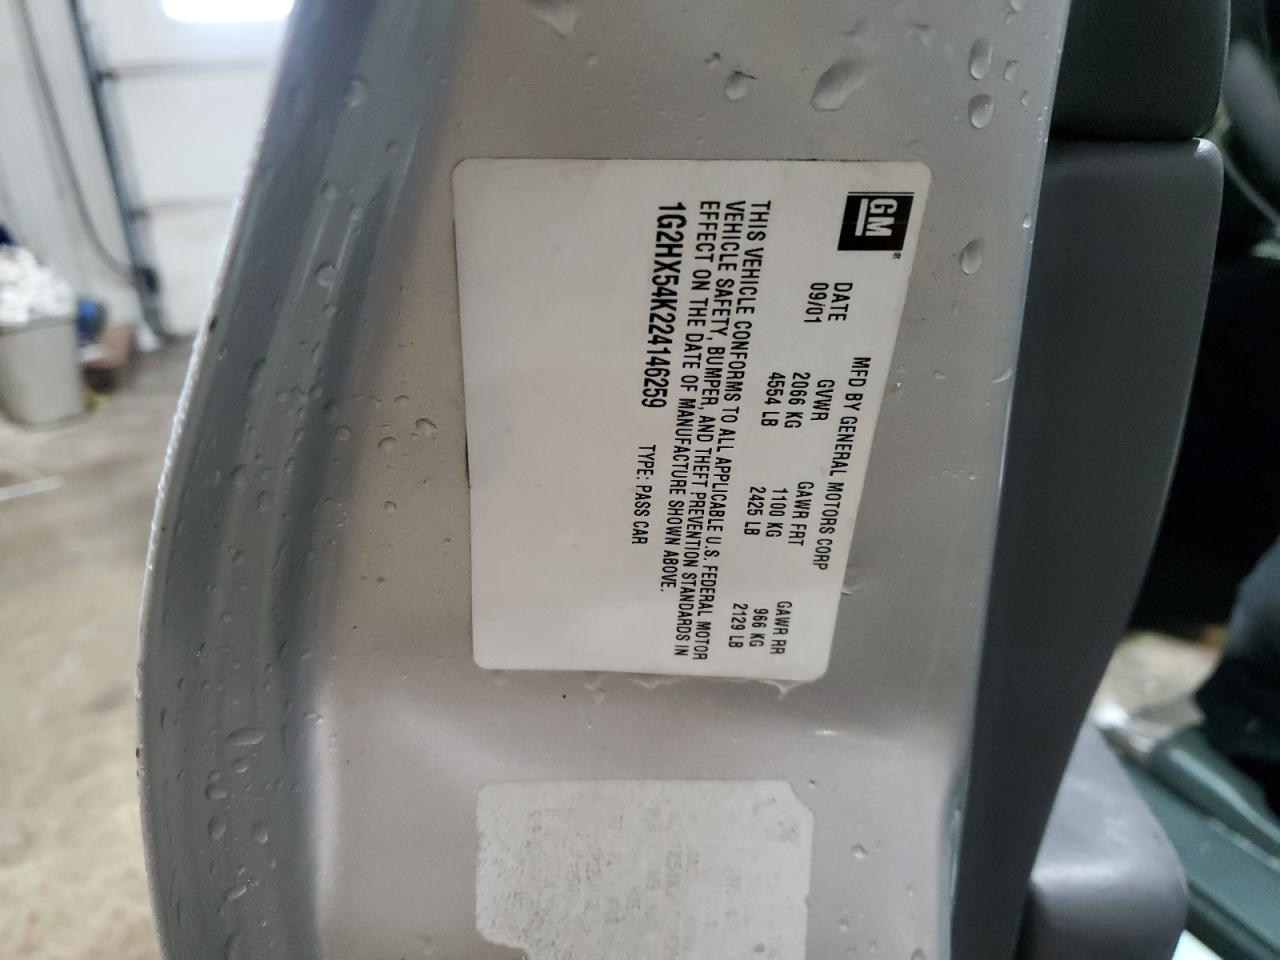 GM®
MFD BY GENERAL MOTORS CORP
DATE GVWR GAWR FRT GAWR RR
09/01 2066 KG 1100 KG 966 KG
4554 LB 2425 LB 2129 LB
THIS VEHICLE CONFORMS TO ALL APPLICABLE U.S. FEDERAL MOTOR
VEHICLE SAFETY, BUMPER, AND THEFT PREVENTION STANDARDS IN
EFFECT ON THE DATE OF MANUFACTURE SHOWN ABOVE.
1G2HX54K224146259 TYPE: PASS CAR